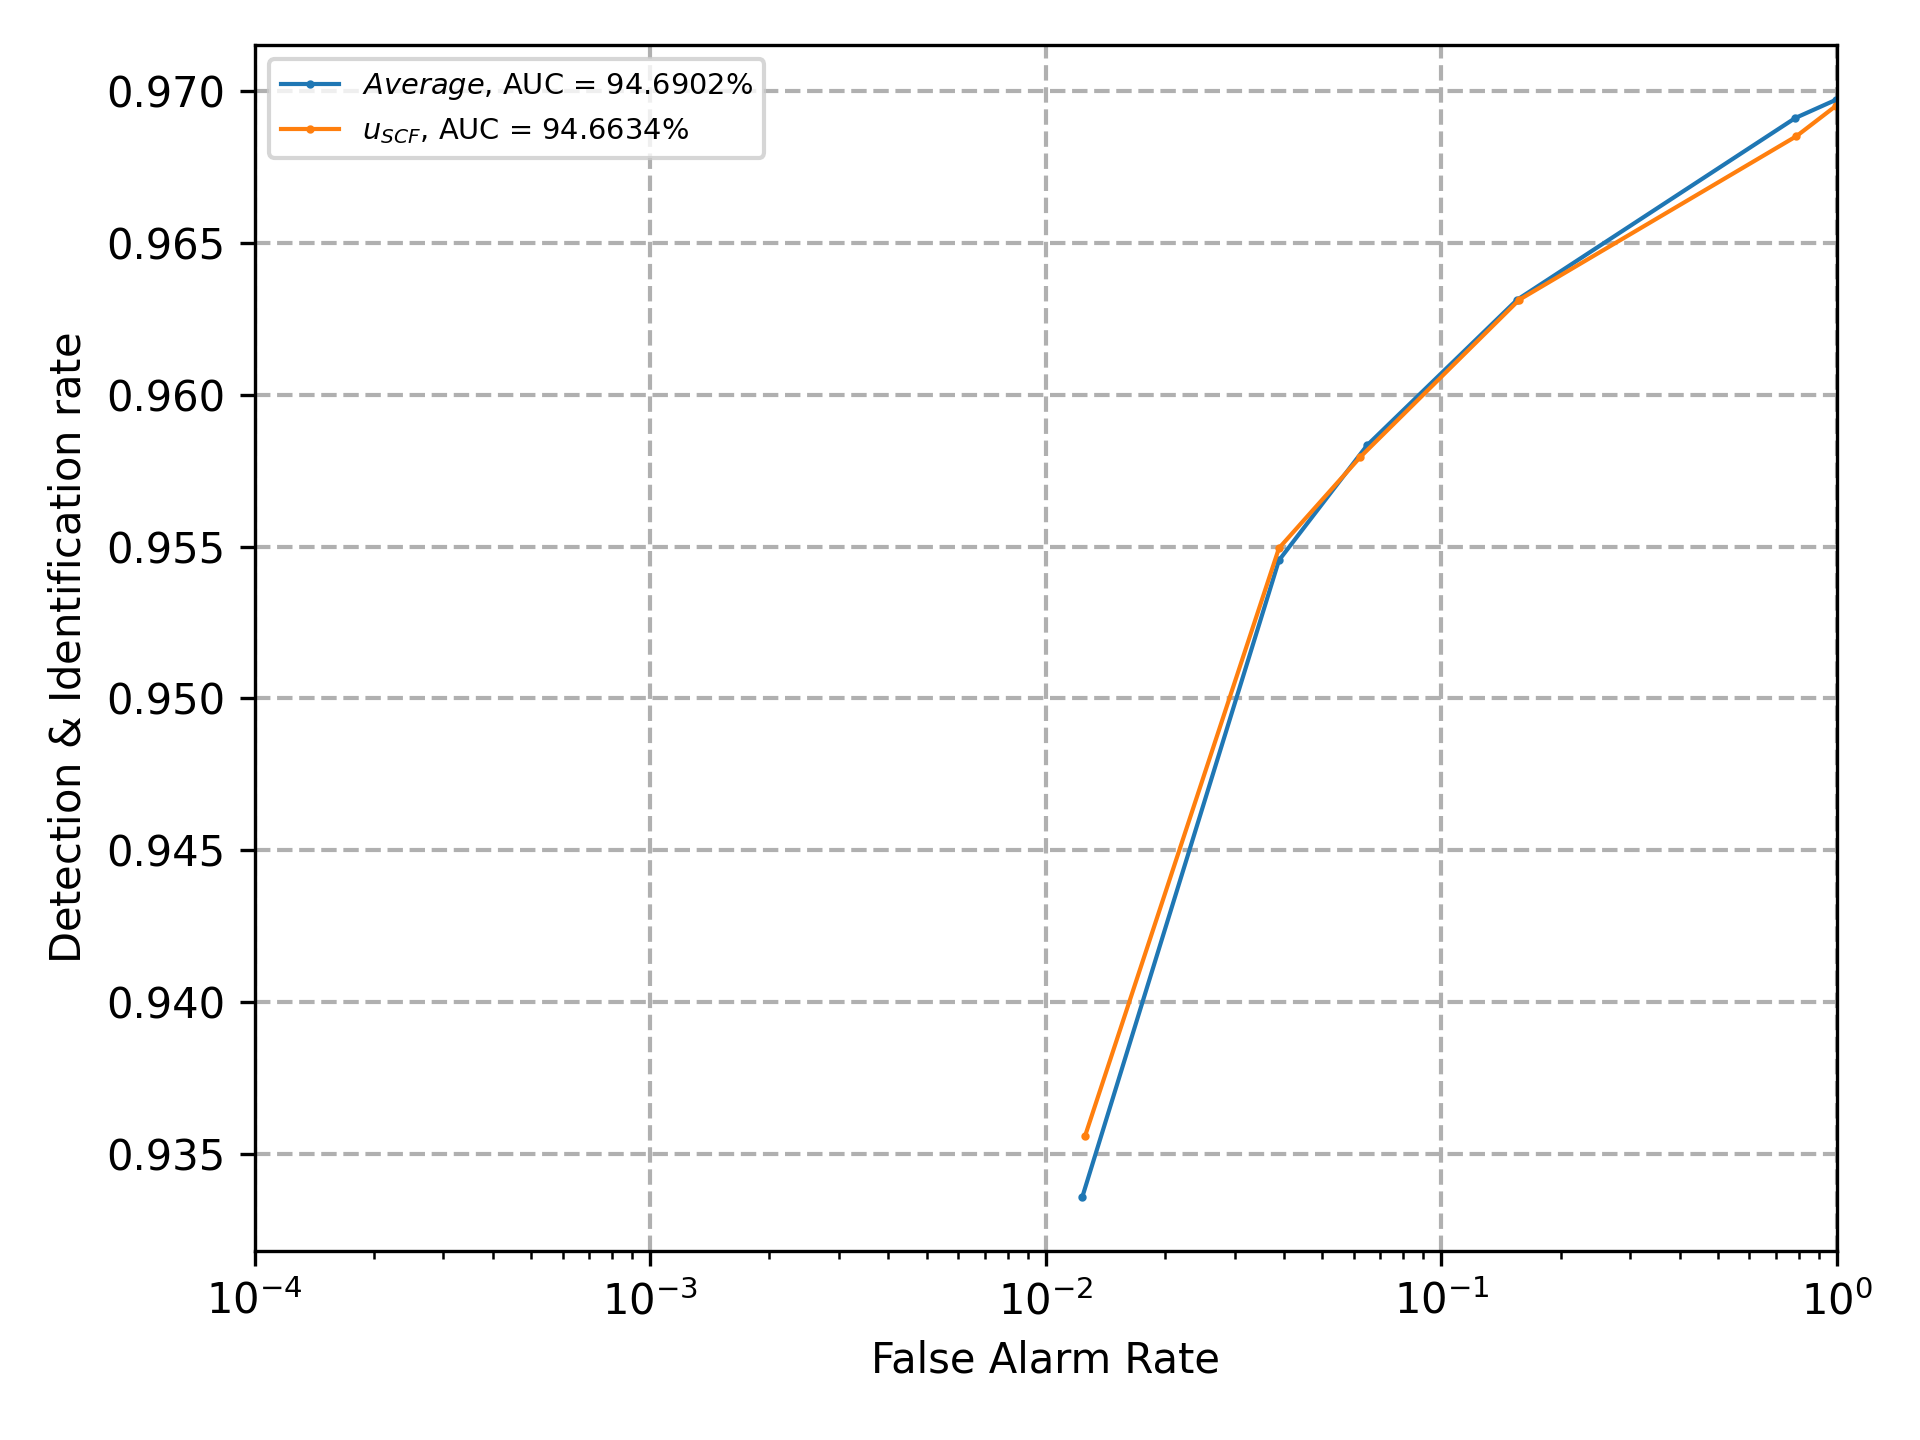 Average, AUC = 94.6902%
u_SCF, AUC = 94.6634%
0.970
0.965
0.960
0.955
0.950
0.945
0.940
0.935
Detection & Identification rate
10⁻⁴ 10⁻³ 10⁻² 10⁻¹ 10⁰
False Alarm Rate